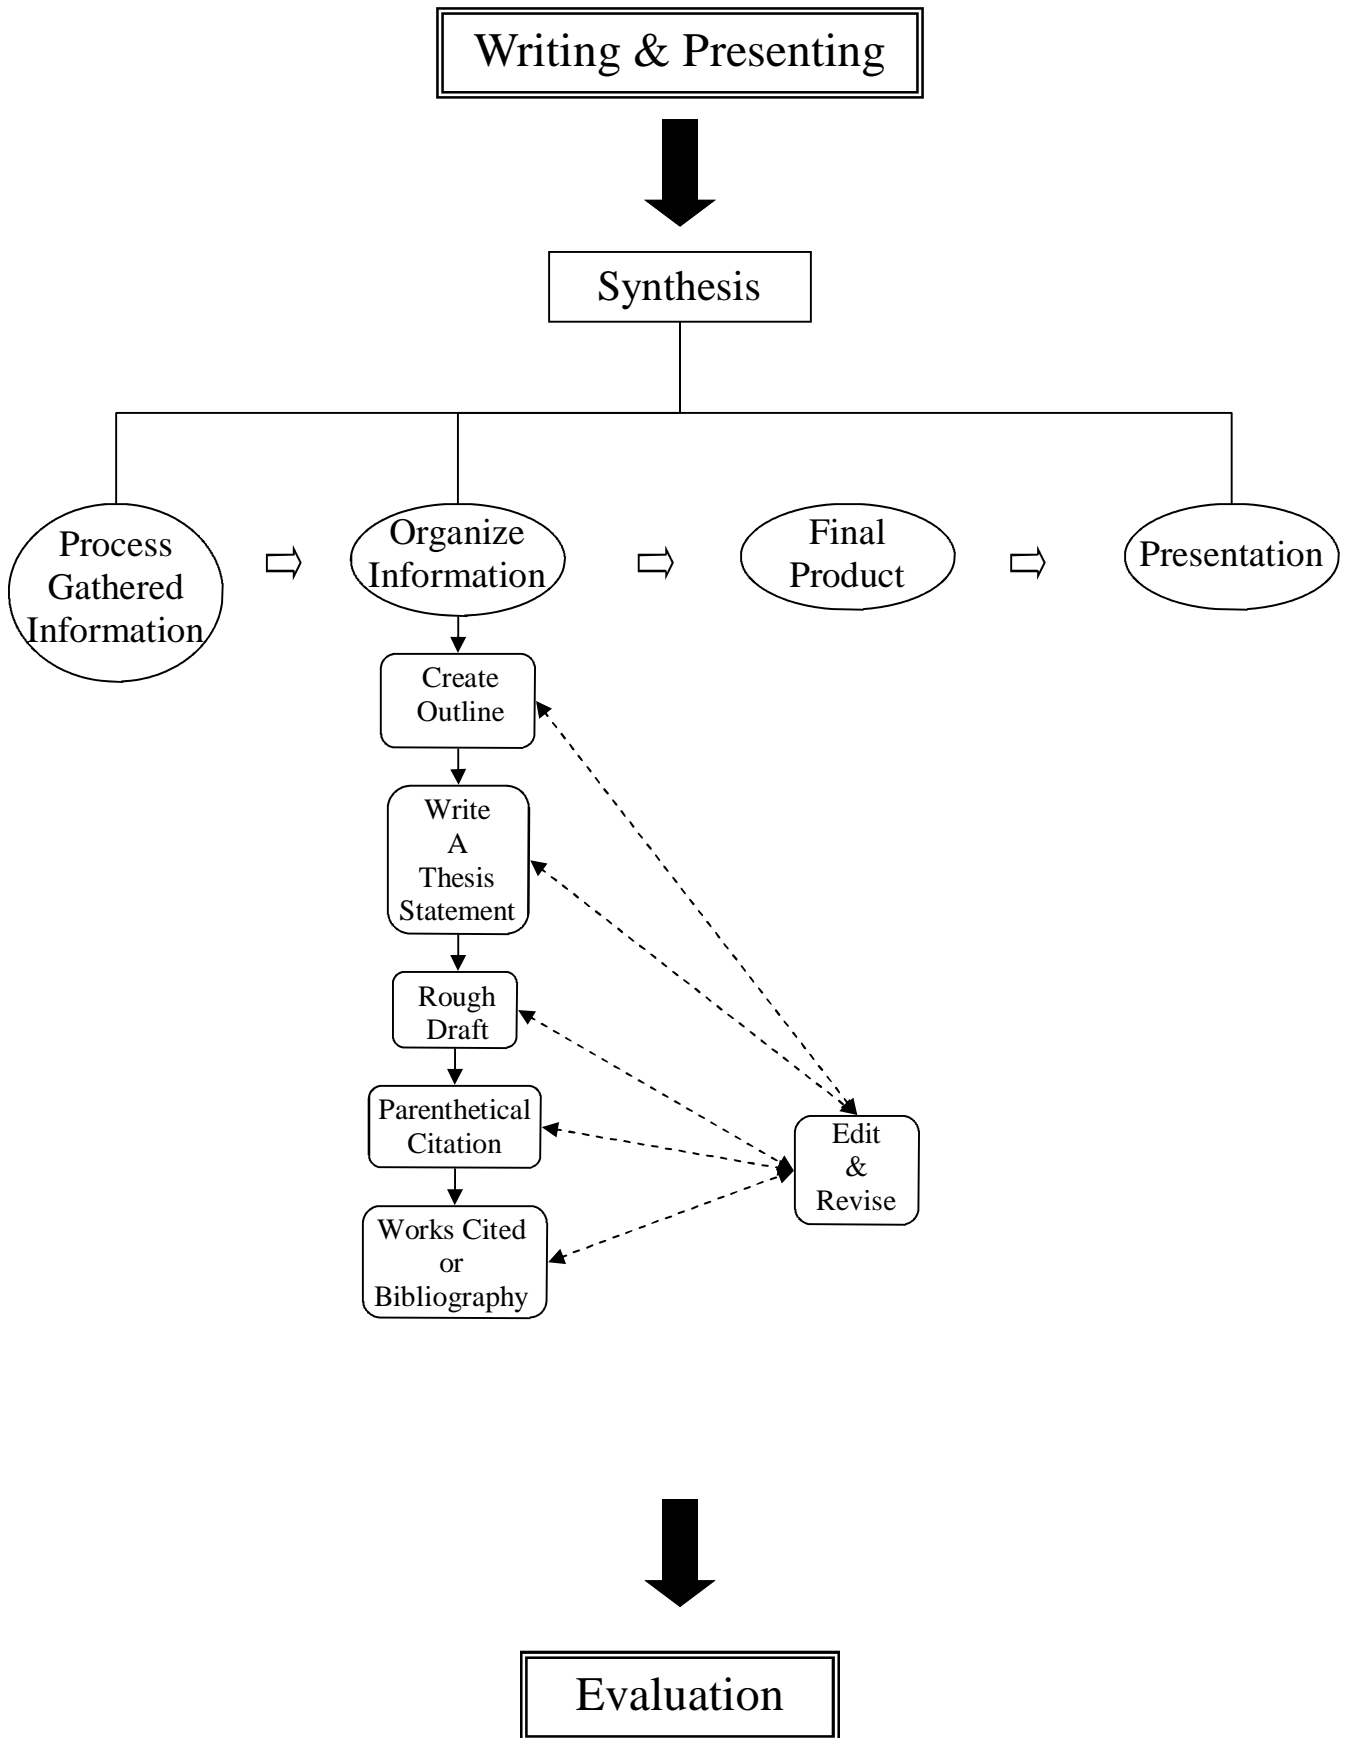 Writing & Presenting
Synthesis
Process
Gathered
Information
Organize
Information
Final
Product
Presentation
Create
Outline
Write
A
Thesis
Statement
Rough
Draft
Parenthetical
Citation
Works Cited
or
Bibliography
Edit
&
Revise
Evaluation